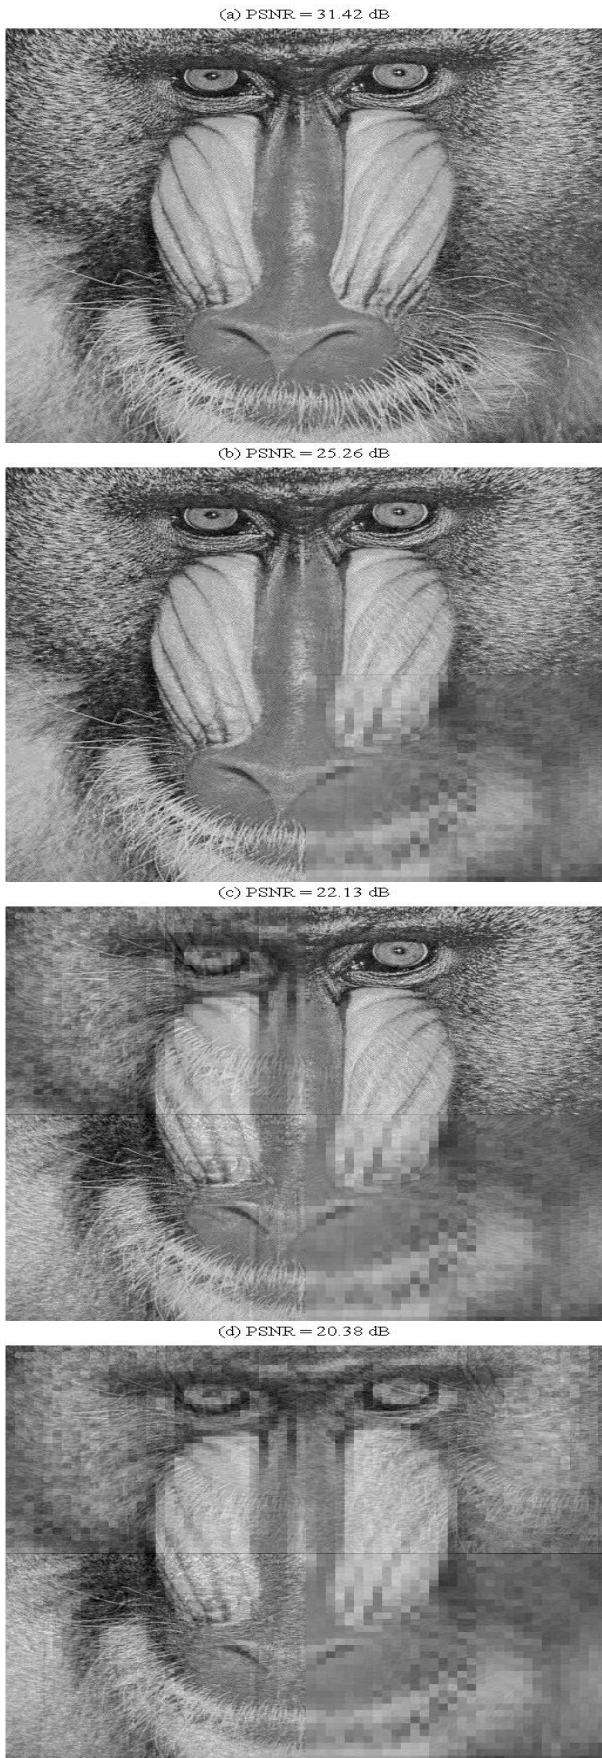 (a) PSNR = 31.42 dB
(b) PSNR = 25.26 dB
(c) PSNR = 22.13 dB
(d) PSNR = 20.38 dB